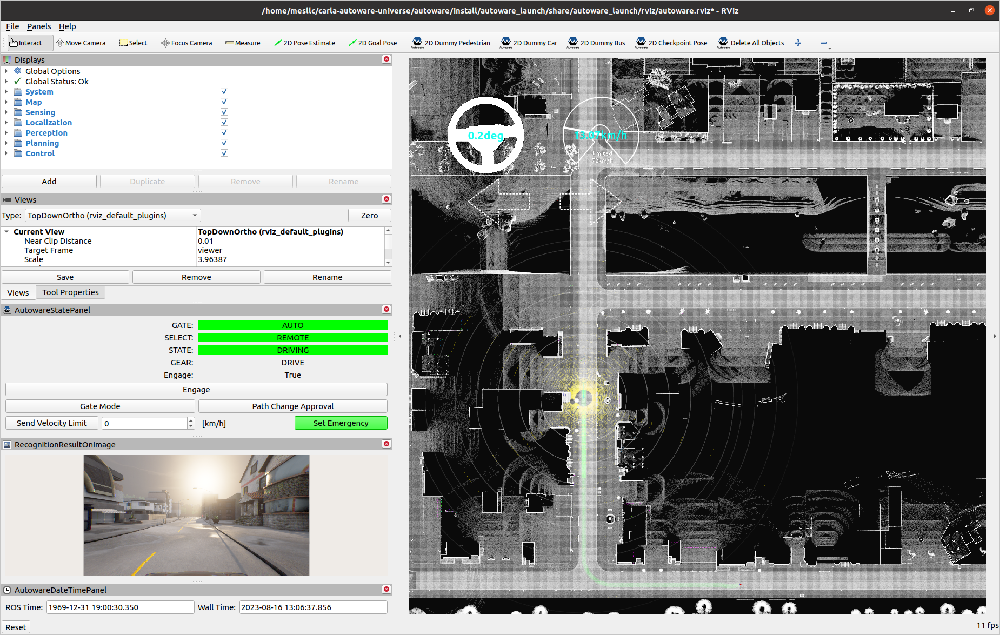 /home/mesllc/carla-autoware-universe/autoware/install/autoware_launch/share/autoware_launch/rviz/autoware.rviz* - RViz
File Panels Help
Interact Move Camera Select Focus Camera Measure 2D Pose Estimate 2D Goal Pose 2D Dummy Pedestrian 2D Dummy Car 2D Dummy Bus 2D Checkpoint Pose Delete All Objects
Displays
Global Options
Global Status: Ok
System
Map
Sensing
Localization
Perception
Planning
Control
Add Duplicate Remove Rename
Views
Type: TopDownOrtho (rviz_default_plugins) Zero
Current View TopDownOrtho (rviz_default_plugins)
Near Clip Distance 0.01
Target Frame viewer
Scale 3.96387
Save Remove Rename
Views Tool Properties
AutowareStatePanel
GATE: AUTO
SELECT: REMOTE
STATE: DRIVING
GEAR: DRIVE
Engage: True
Engage
Gate Mode Path Change Approval
Send Velocity Limit 0 [km/h] Set Emergency
RecognitionResultOnImage
AutowareDateTimePanel
ROS Time: 1969-12-31 19:00:30.350 Wall Time: 2023-08-16 13:06:37.856
Reset
0.2deg
13.07km/h
limited
72km/h
11 fps